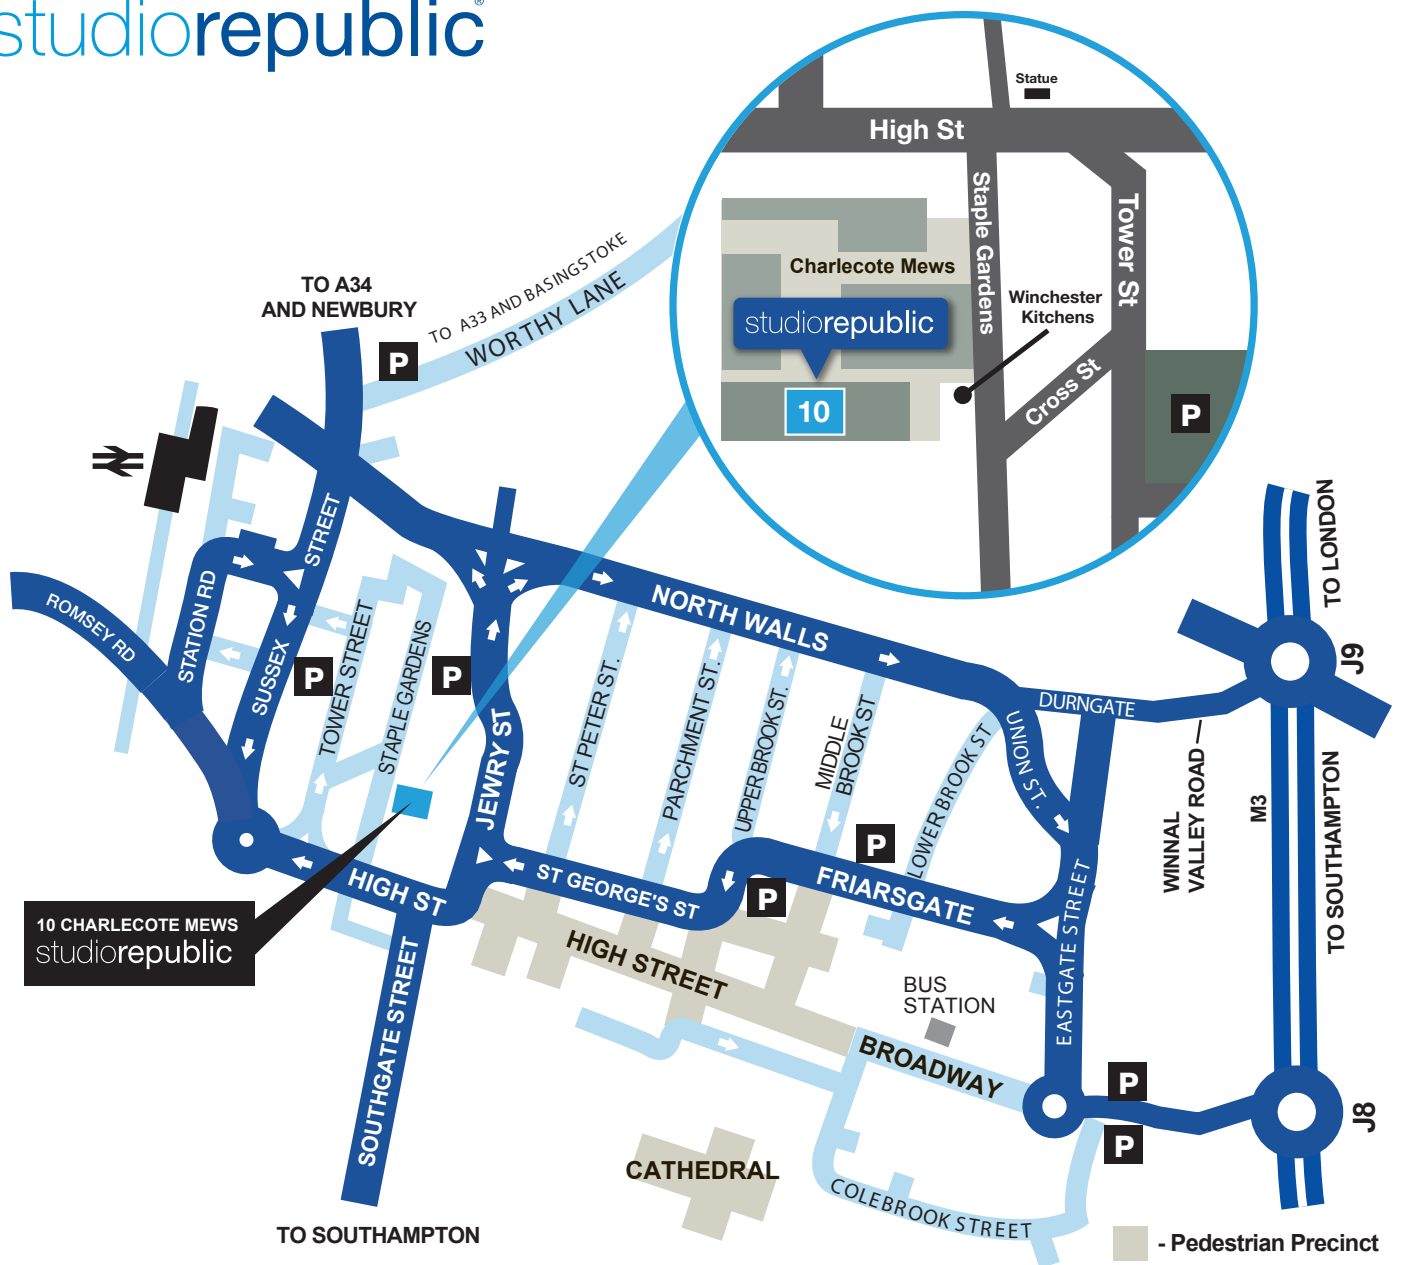 studiorepublic®
Statue
High St
Staple Gardens
Tower St
Charlecote Mews
Winchester
Kitchens
studiorepublic
Cross St
10
P
TO A34
AND NEWBURY
TO A33 AND BASINGSTOKE
WORTHY LANE
P
STREET
SUSSEX
STATION RD
ROMSEY RD
P
TOWER STREET
STAPLE GARDENS
P
JEWRY ST
NORTH WALLS
ST PETER ST.
PARCHMENT ST.
UPPER BROOK ST.
MIDDLE
BROOK ST
LOWER BROOK ST
UNION ST.
DURNGATE
WINNAL
VALLEY ROAD
M3
TO LONDON
J9
TO SOUTHAMPTON
P
P
HIGH ST
ST GEORGE'S ST
FRIARSGATE
EASTGATE STREET
10 CHARLECOTE MEWS
studiorepublic
HIGH STREET
BUS
STATION
BROADWAY
SOUTHGATE STREET
P
P
J8
CATHEDRAL
COLEBROOK STREET
TO SOUTHAMPTON
- Pedestrian Precinct